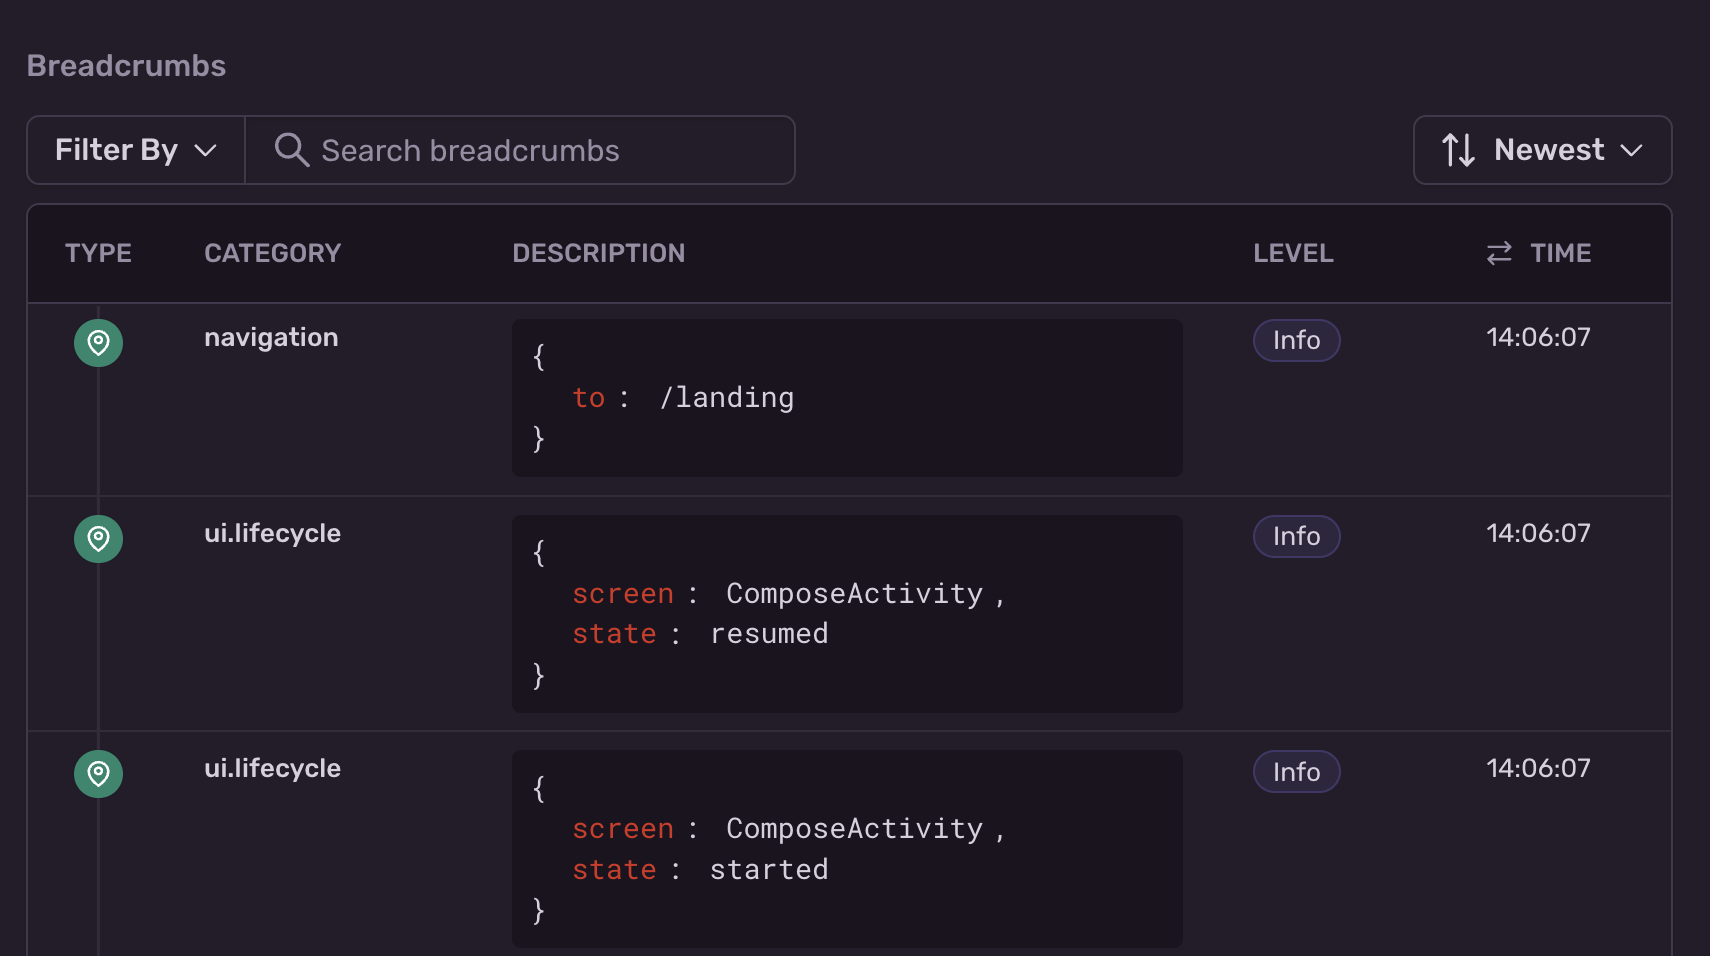 Breadcrumbs
Filter By
Search breadcrumbs
Newest
TYPE CATEGORY DESCRIPTION LEVEL TIME
navigation
{
to : /landing
}
Info
14:06:07
ui.lifecycle
{
screen : ComposeActivity ,
state : resumed
}
Info
14:06:07
ui.lifecycle
{
screen : ComposeActivity ,
state : started
}
Info
14:06:07